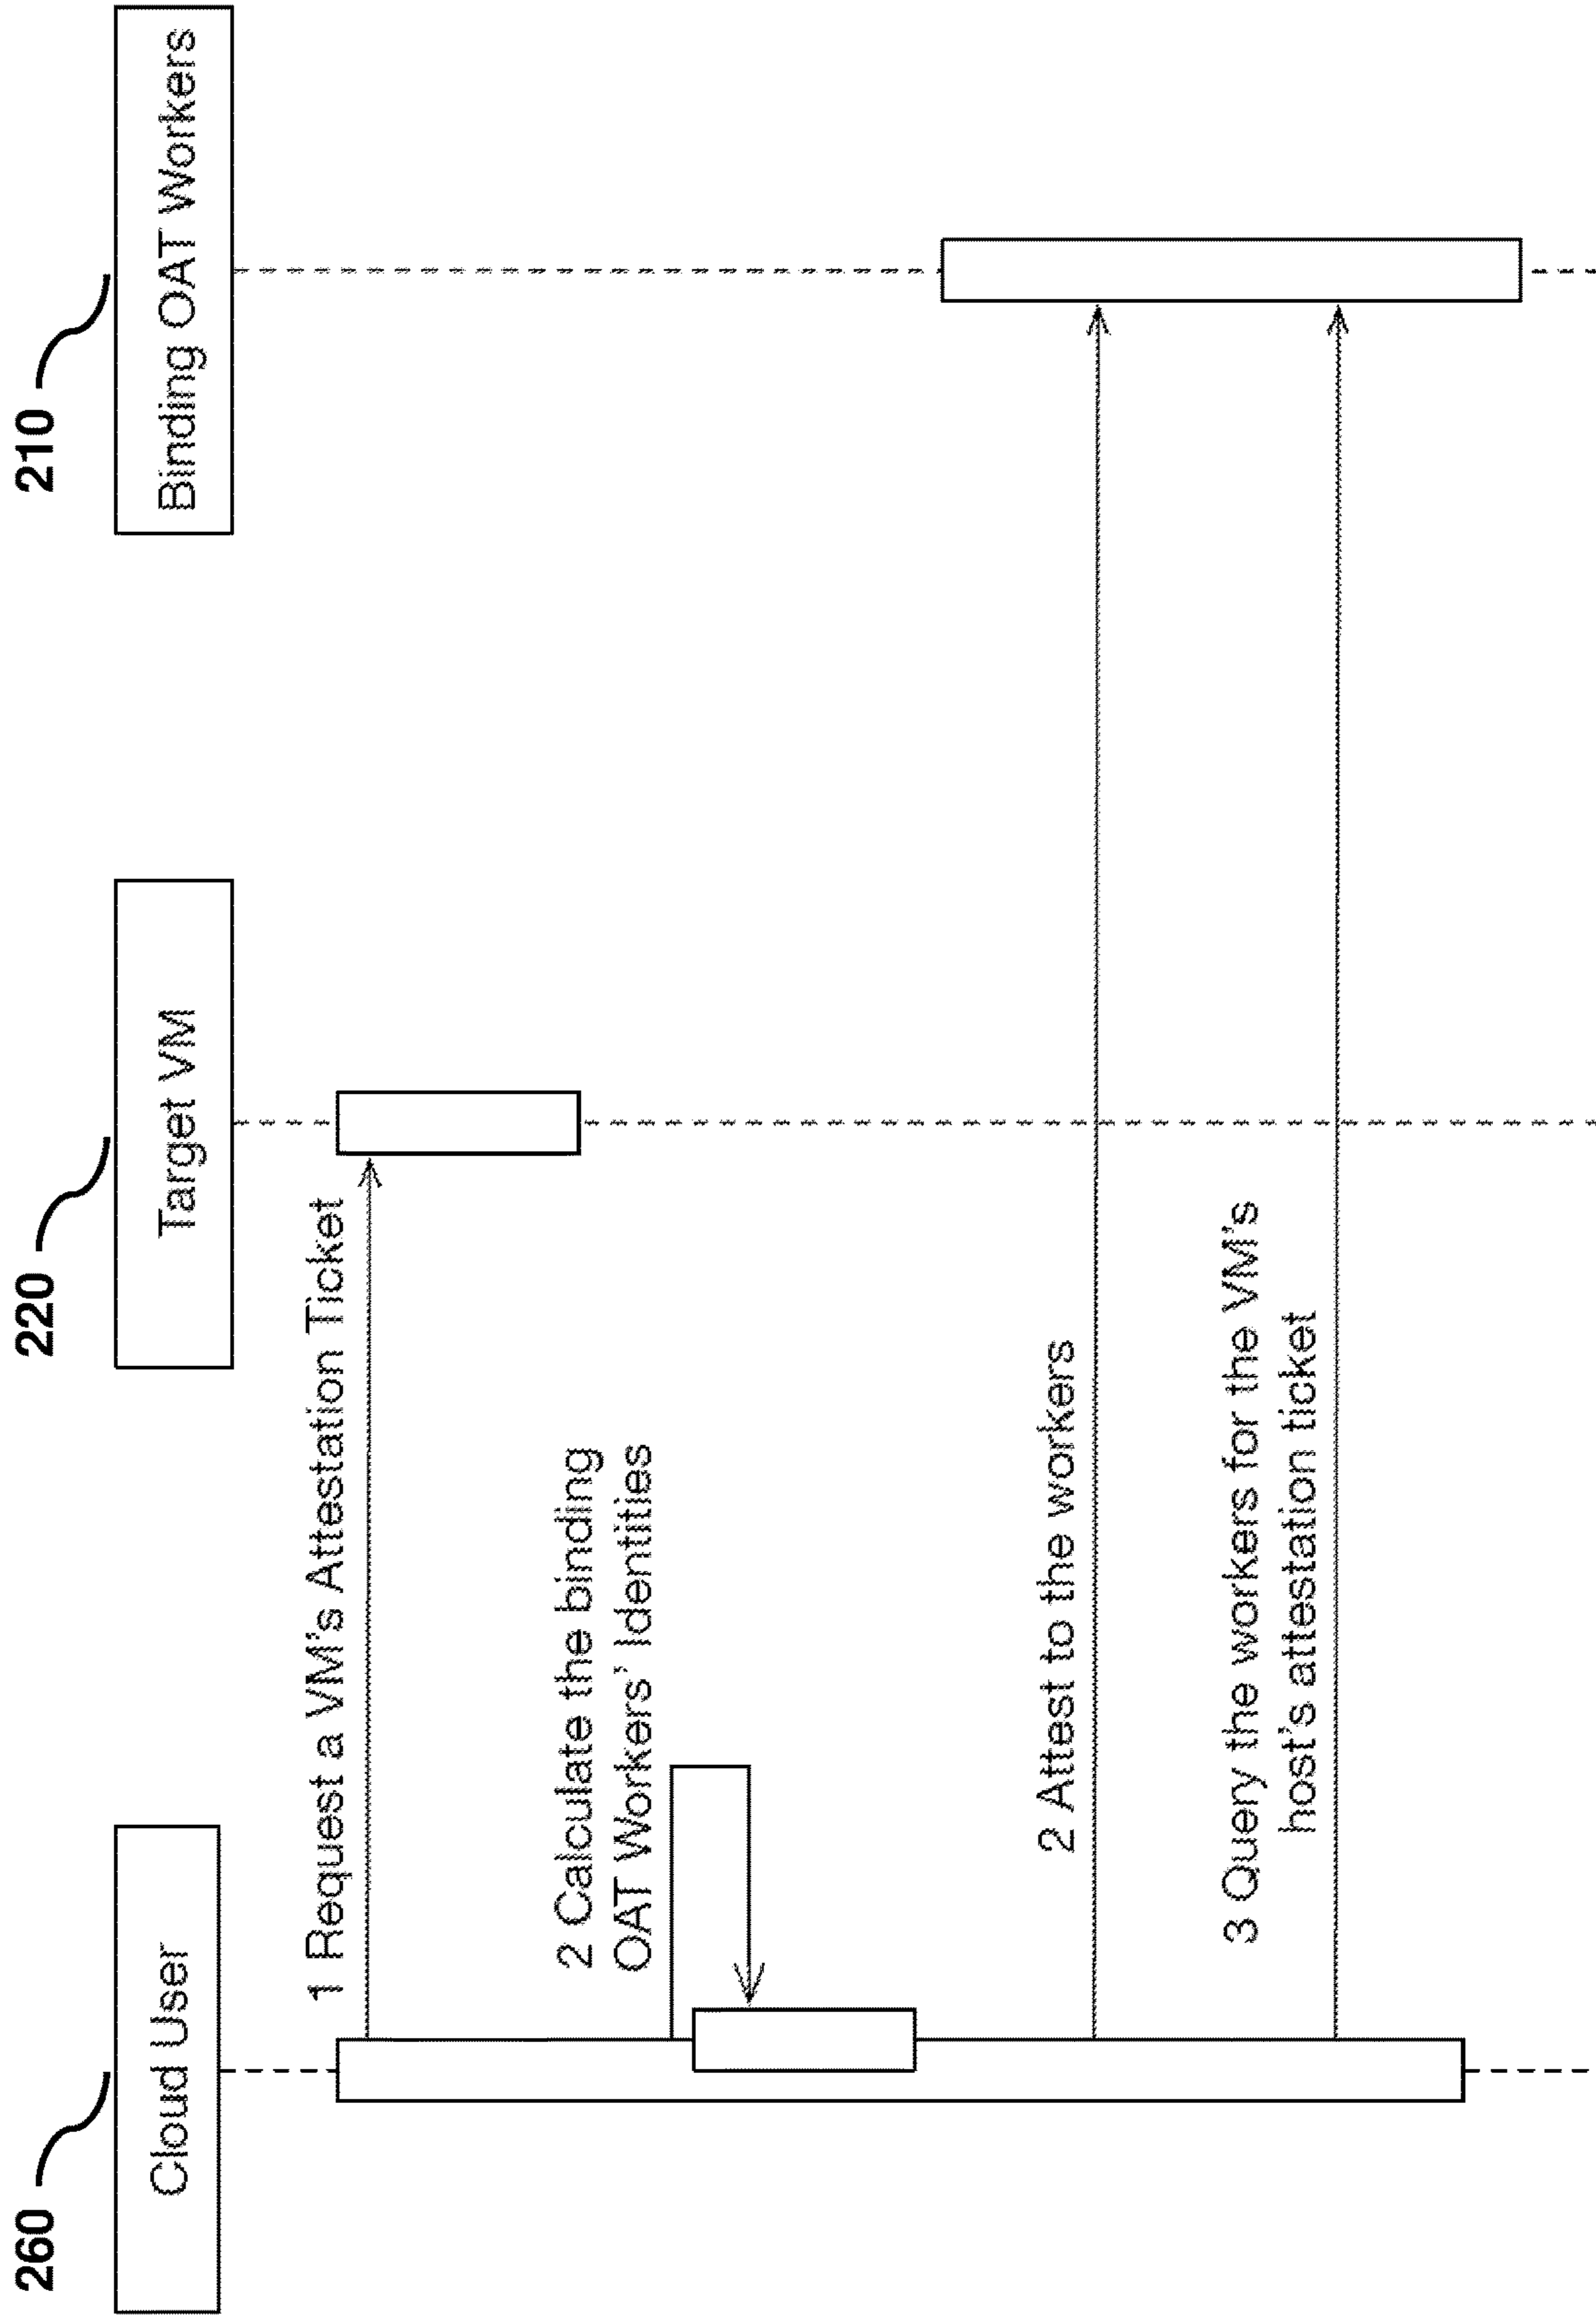 260
220
210
Cloud User
Target VM
Binding OAT Workers
1 Request a VM's Attestation Ticket
2 Calculate the binding
OAT Workers' Identities
2 Attest to the workers
3 Query the workers for the VM's
host's attestation ticket